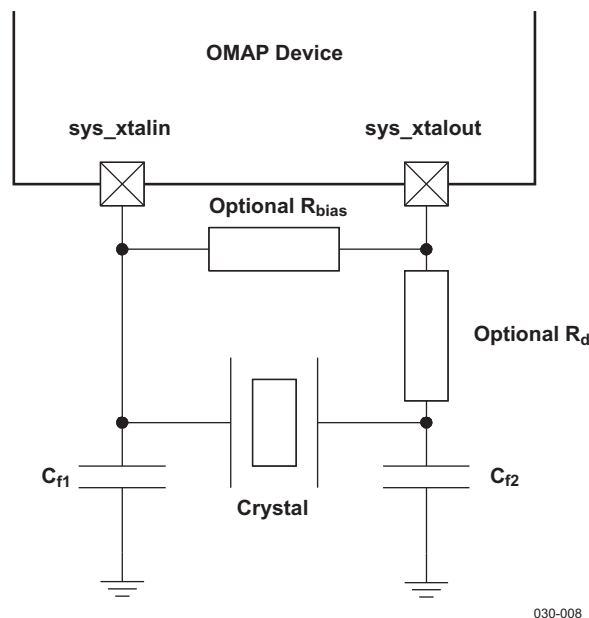 OMAP Device
sys_xtalin
sys_xtalout
Optional Rbias
Optional Rd
Cf1
Cf2
Crystal
030-008